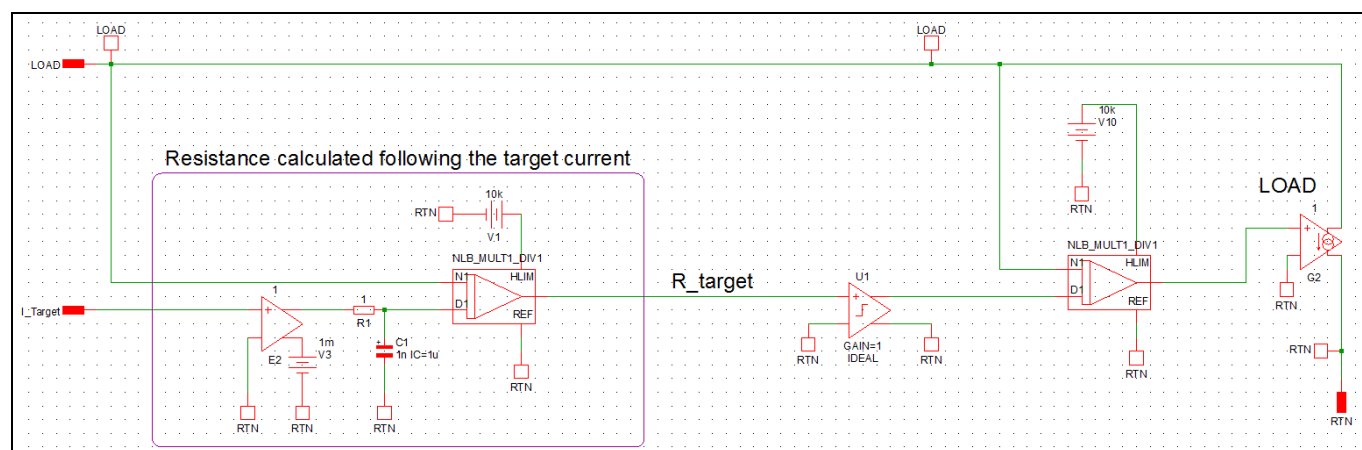 LOAD
LOAD
LOAD
10k
V10
Resistance calculated following the target current
LOAD
10k
RTN
V1
RTN
1
NLB_MULT1_DIV1
N1
HLIM
D1
REF
R_target
U1
NLB_MULT1_DIV1
N1
HLIM
D1
REF
G2
RTN
I_Target
1
1
R1
E2
1m
V3
C1
1n IC=1u
RTN
GAIN=1
IDEAL
RTN
RTN
RTN
RTN
RTN
RTN
RTN
RTN
RTN